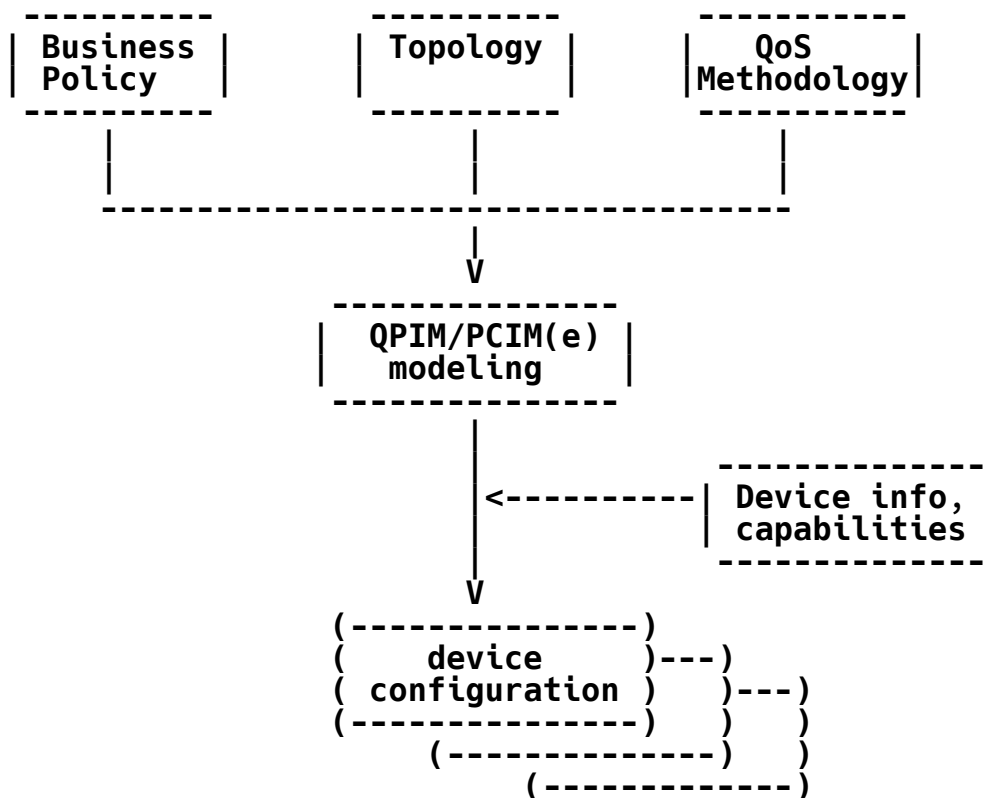 Business Policy
Topology
QoS Methodology
QPIM/PCIM(e) modeling
Device info, capabilities
device configuration